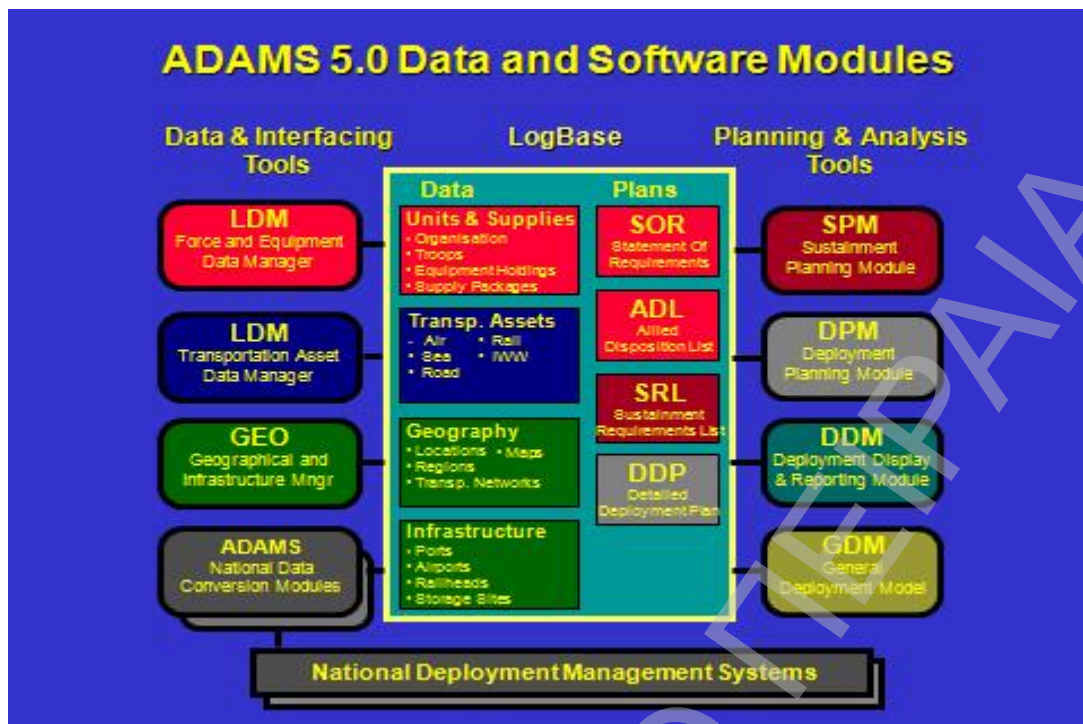 ADAMS 5.0 Data and Software Modules
Data & Interfacing
Tools
LDM
Force and Equipment
Data Manager
LDM
Transportation Asset
Data Manager
GEO
Geographical and
Infrastructure Mngr
ADAMS
National Data
Conversion Modules
LogBase
Data
Units & Supplies
• Organisation
• Troops
• Equipment Holdings
• Supply Packages
Transp. Assets
- Air • Rail
• Sea • IWW
• Road
Geography
• Locations • Maps
• Regions
• Transp. Networks
Infrastructure
• Ports
• Airports
• Railheads
• Storage Sites
Plans
SOR
Statement Of
Requirements
ADL
Allied
Disposition List
SRL
Sustainment
Requirements List
DDP
Detailed
Deployment Plan
Planning & Analysis
Tools
SPM
Sustainment
Planning Module
DPM
Deployment
Planning Module
DDM
Deployment Display
& Reporting Module
GDM
General
Deployment Model
National Deployment Management Systems
ΠΕΙΡΑΙΑ